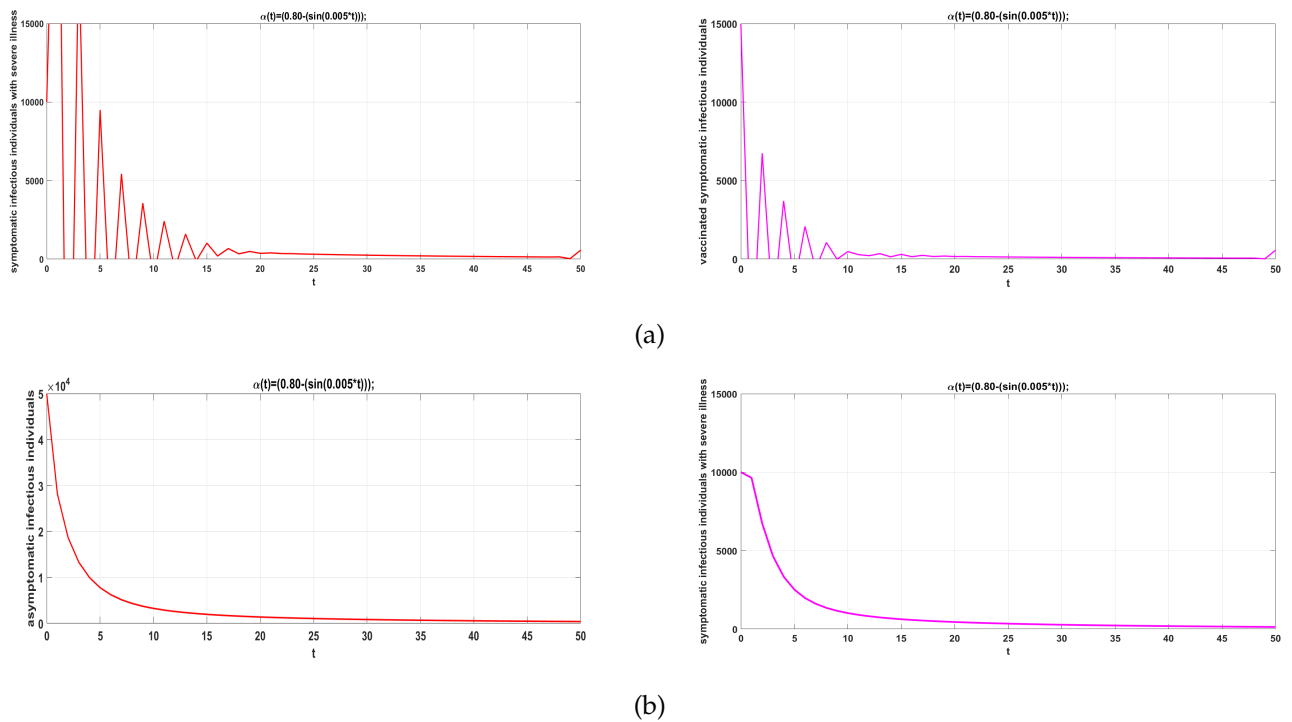 α(t)=(0.80-(sin(0.005*t)));
symptomatic infectious individuals with severe illness
15000
10000
5000
0
0 5 10 15 20 25 30 35 40 45 50
t
α(t)=(0.80-(sin(0.005*t)));
vaccinated symptomatic infectious individuals
15000
10000
5000
0
0 5 10 15 20 25 30 35 40 45 50
t
(a)
α(t)=(0.80-(sin(0.005*t)));
×10⁴
asymptomatic infectious individuals
5
4
3
2
1
0
0 5 10 15 20 25 30 35 40 45 50
t
α(t)=(0.80-(sin(0.005*t)));
symptomatic infectious individuals with severe illness
15000
10000
5000
0
0 5 10 15 20 25 30 35 40 45 50
t
(b)